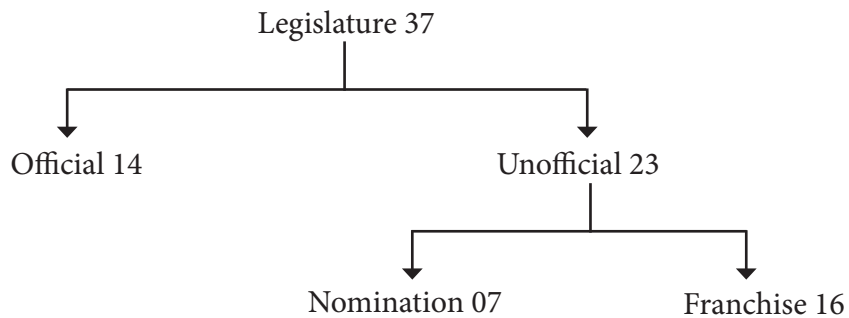 Legislature 37
Official 14
Unofficial 23
Nomination 07
Franchise 16